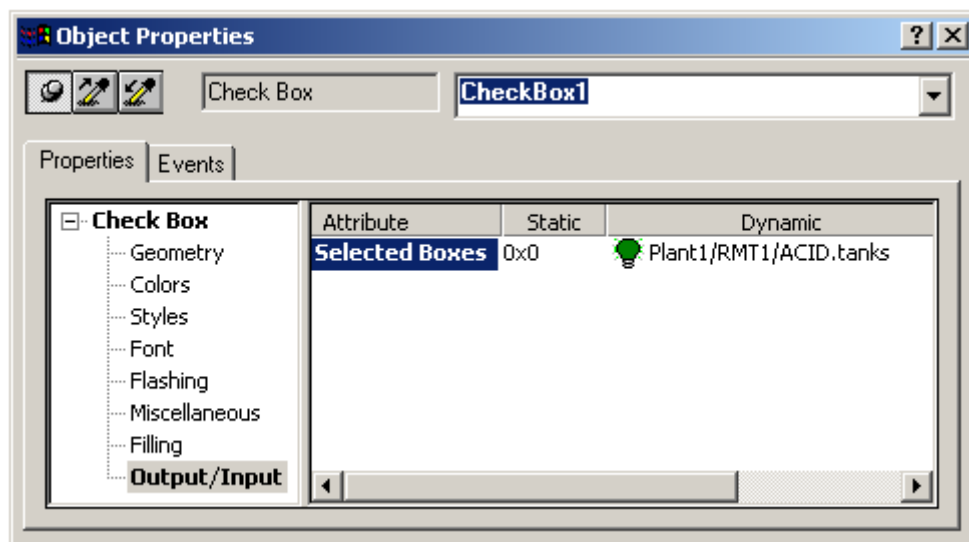 Object Properties
Check Box CheckBox1
Properties Events
Check Box
Geometry
Colors
Styles
Font
Flashing
Miscellaneous
Filling
Output/Input
Attribute Static Dynamic
Selected Boxes 0x0 Plant1/RMT1/ACID.tanks